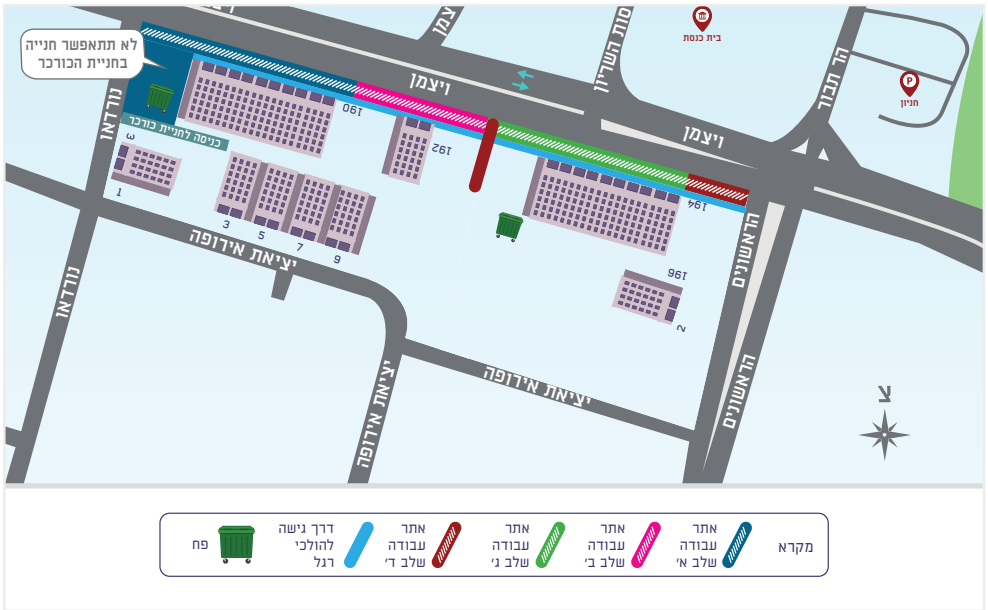 ויצמן
ויצמן
סות השריון
בית כנסת
הר תבור
P
חניון
לא תתאפשר חנייה
בחניית הכורכר
ויצמן
ויצמן
נורדאו
כניסה לחניית כורכר
190
192
194
196
2
3
1
3
5
7
9
יציאת אירופה
נורדאו
יציאת אירופה
יציאת אירופה
הראשונים
הראשונים
צ
מקרא
אתר
עבודה
שלב א'
אתר
עבודה
שלב ב'
אתר
עבודה
שלב ג'
אתר
עבודה
שלב ד'
דרך גישה
להולכי
רגל
פח